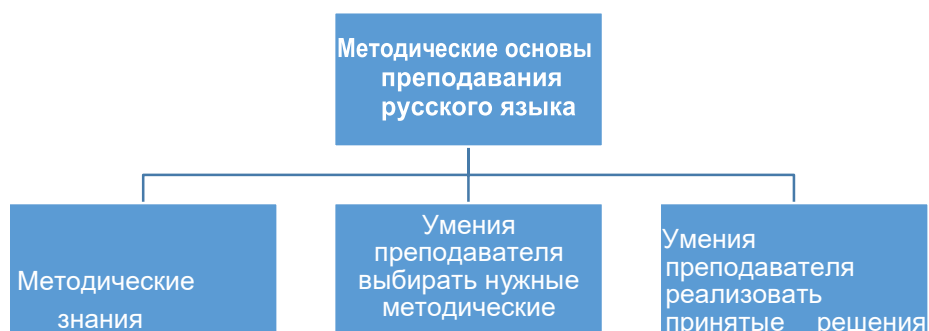 Методические основы
преподавания
русского языка
Методические
знания
Умения
преподавателя
выбирать нужные
методические
Умения
преподавателя
реализовать
принятые решения